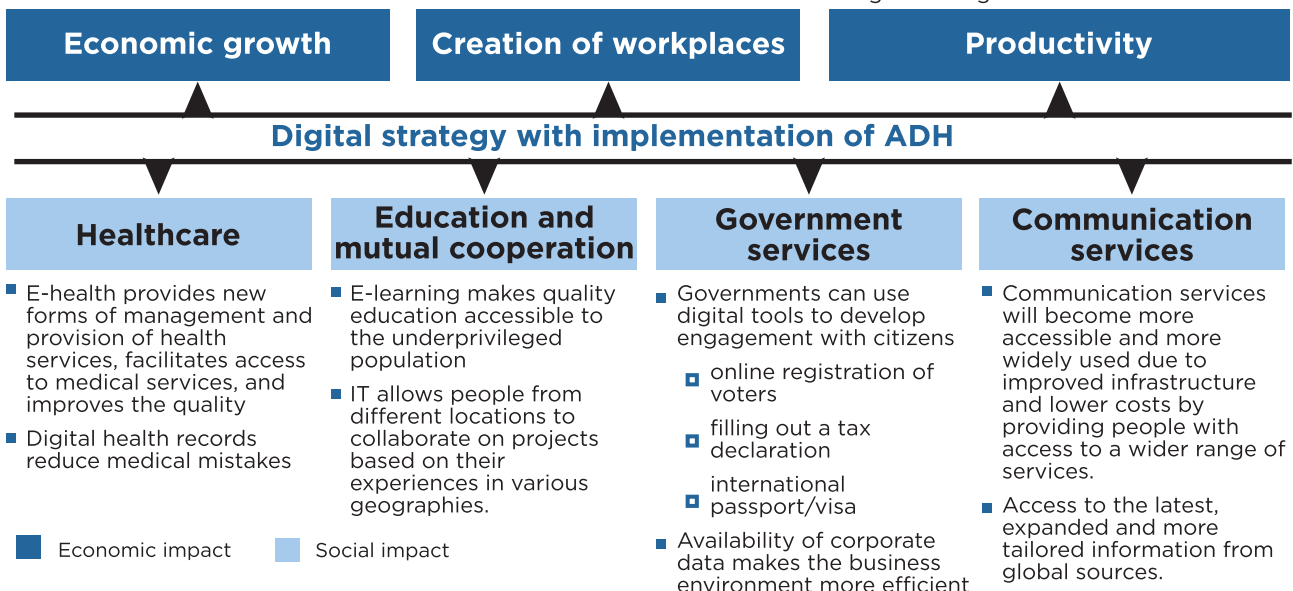 Economic growth
Creation of workplaces
Productivity
Digital strategy with implementation of ADH
Healthcare
E-health provides new
forms of management and
provision of health
services, facilitates access
to medical services, and
improves the quality
Digital health records
reduce medical mistakes
Education and
mutual cooperation
E-learning makes quality
education accessible to
the underprivileged
population
IT allows people from
different locations to
collaborate on projects
based on their
experiences in various
geographies.
Government
services
Governments can use
digital tools to develop
engagement with citizens
online registration of
voters
filling out a tax
declaration
international
passport/visa
Availability of corporate
data makes the business
environment more efficient
Communication
services
Communication services
will become more
accessible and more
widely used due to
improved infrastructure
and lower costs by
providing people with
access to a wider range of
services.
Access to the latest,
expanded and more
tailored information from
global sources.
Economic impact
Social impact